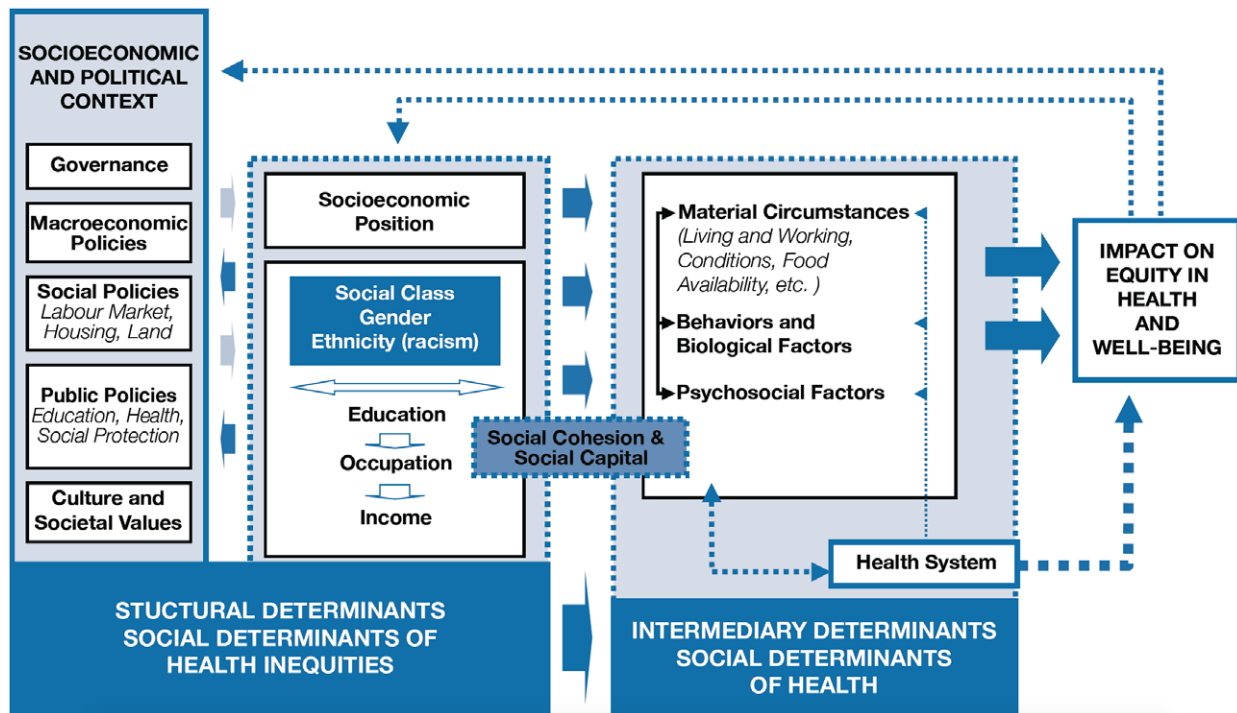 SOCIOECONOMIC
AND POLITICAL
CONTEXT
Governance
Macroeconomic
Policies
Social Policies
Labour Market,
Housing, Land
Public Policies
Education, Health,
Social Protection
Culture and
Societal Values
Socioeconomic
Position
Social Class
Gender
Ethnicity (racism)
Education
Occupation
Income
Social Cohesion &
Social Capital
Material Circumstances
(Living and Working,
Conditions, Food
Availability, etc. )
Behaviors and
Biological Factors
Psychosocial Factors
Health System
IMPACT ON
EQUITY IN
HEALTH
AND
WELL-BEING
STUCTURAL DETERMINANTS
SOCIAL DETERMINANTS OF
HEALTH INEQUITIES
INTERMEDIARY DETERMINANTS
SOCIAL DETERMINANTS
OF HEALTH